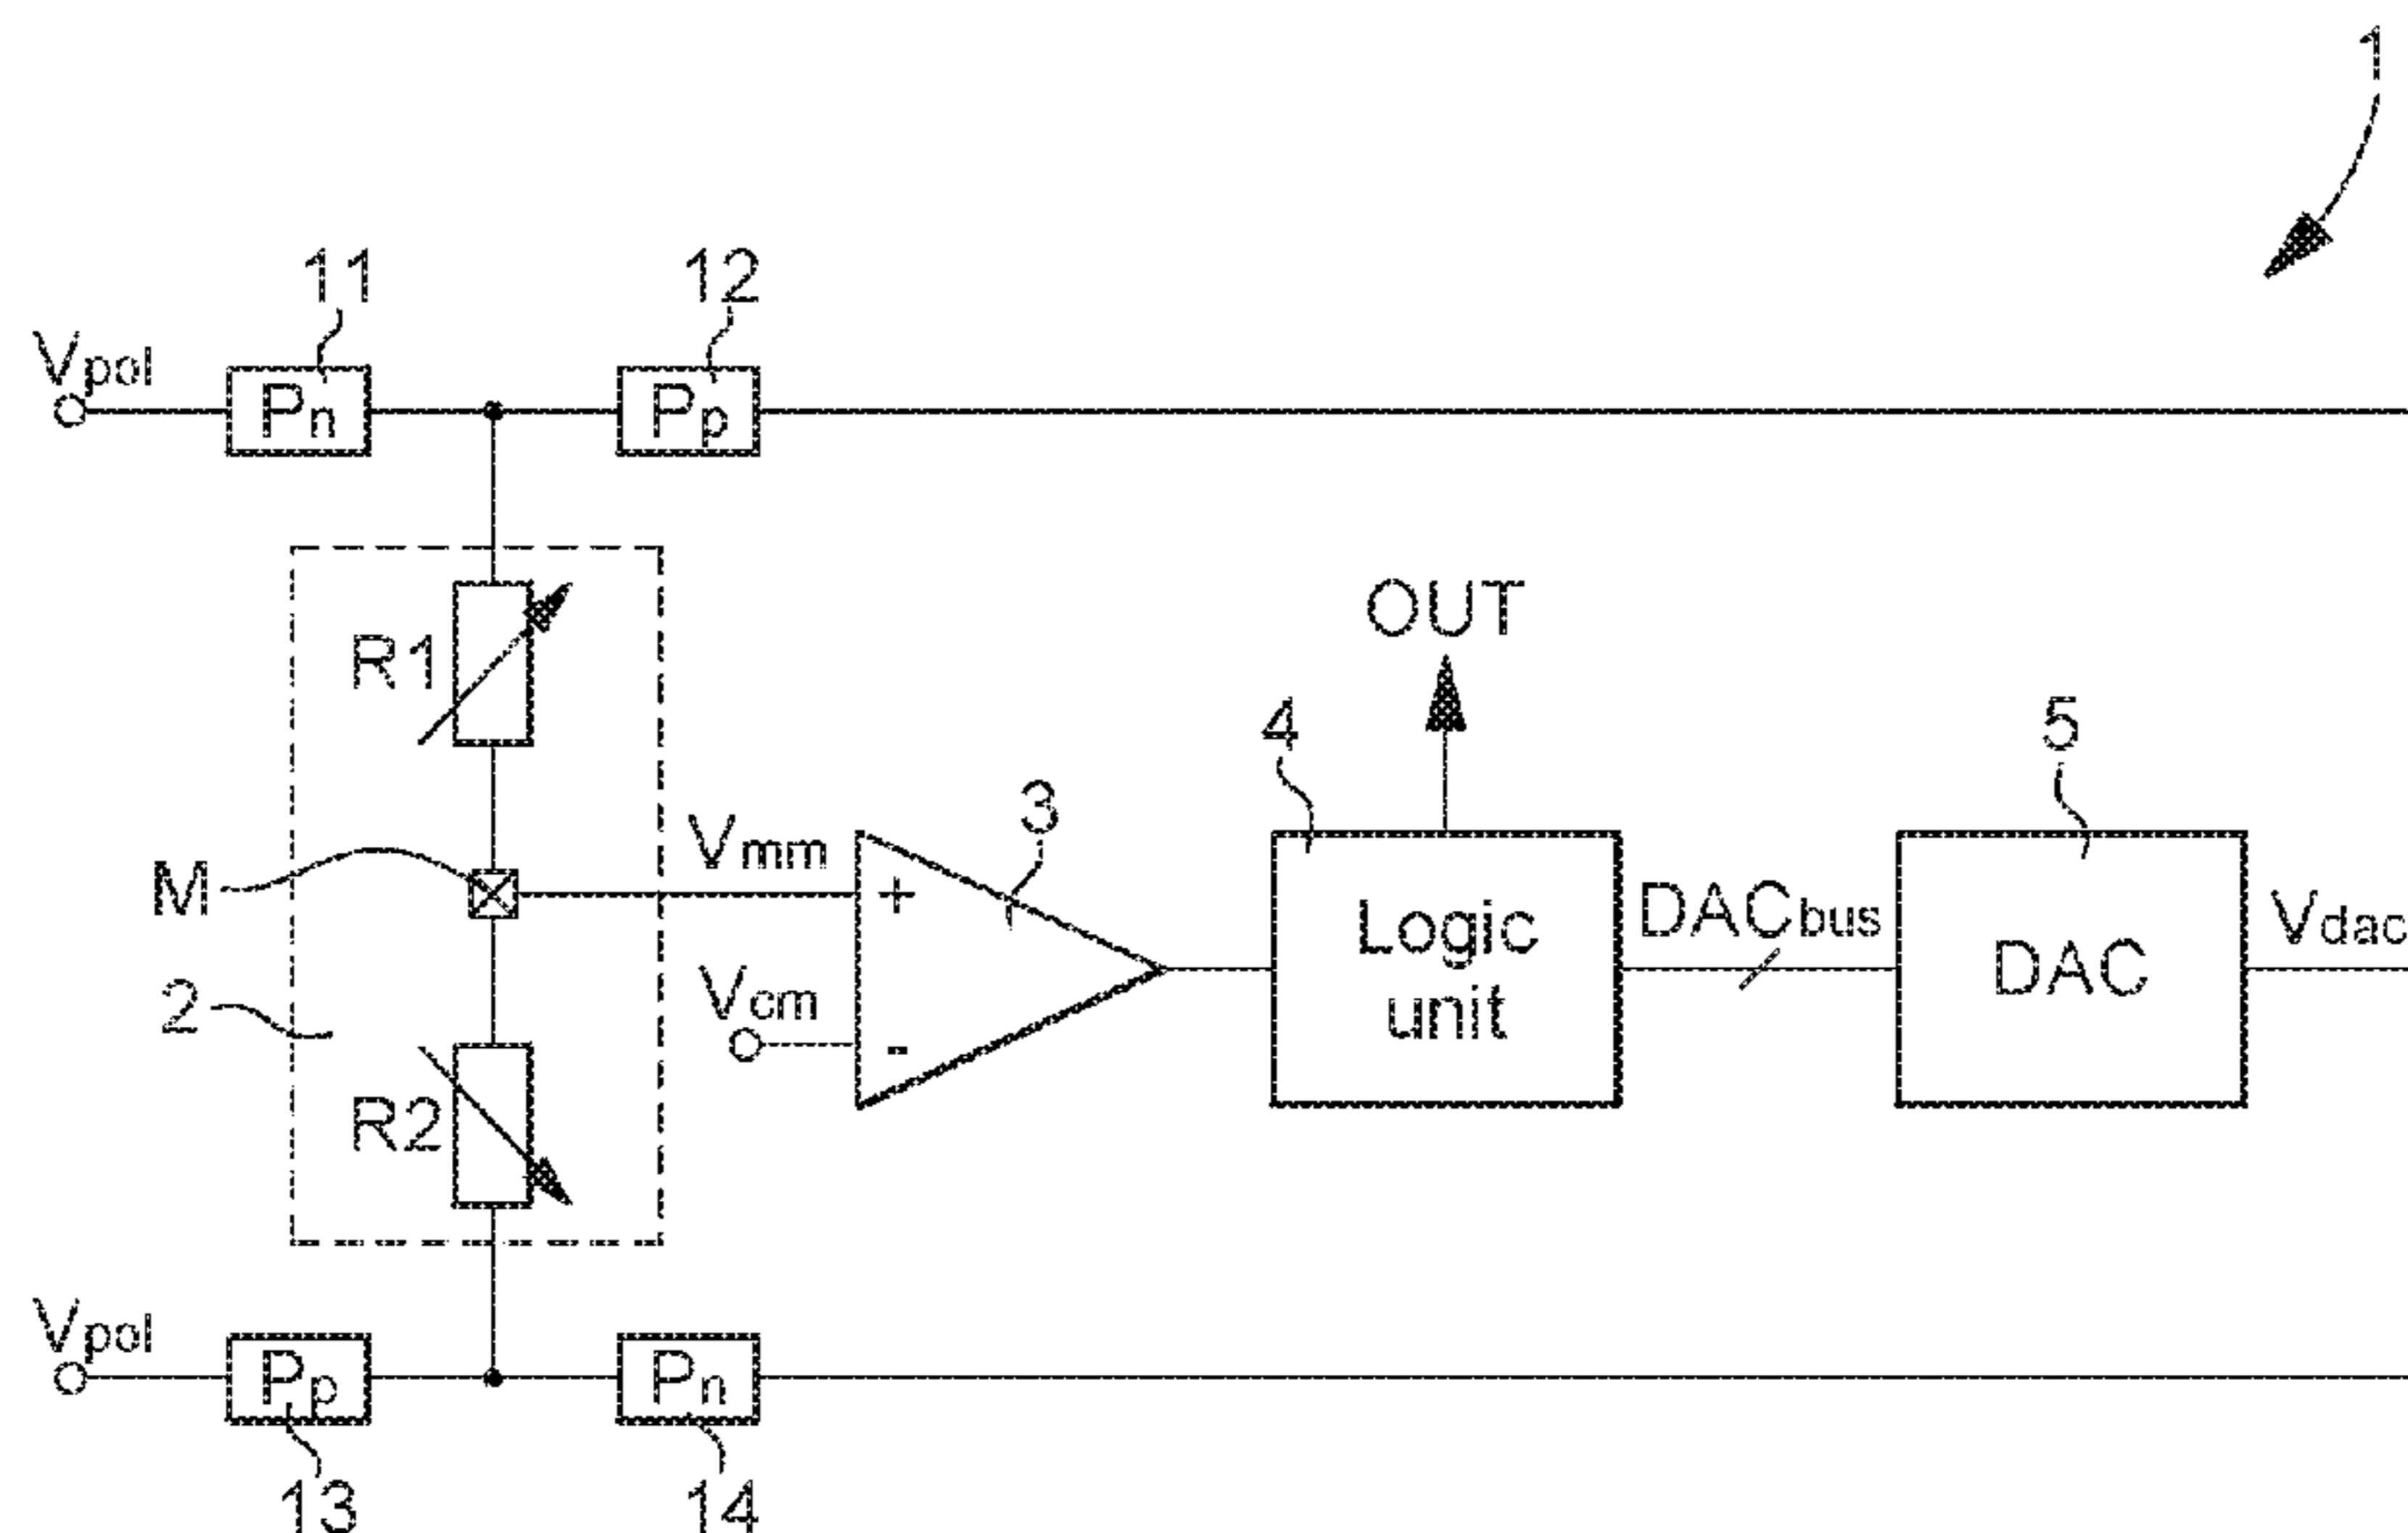 1
11
12
Vpol
Pn
Pp
R1
OUT
4
5
3
Vmm
M
+
Logic
unit
DACbus
DAC
Vdac
2
Vcm
-
R2
Vpol
Pp
Pn
13
14